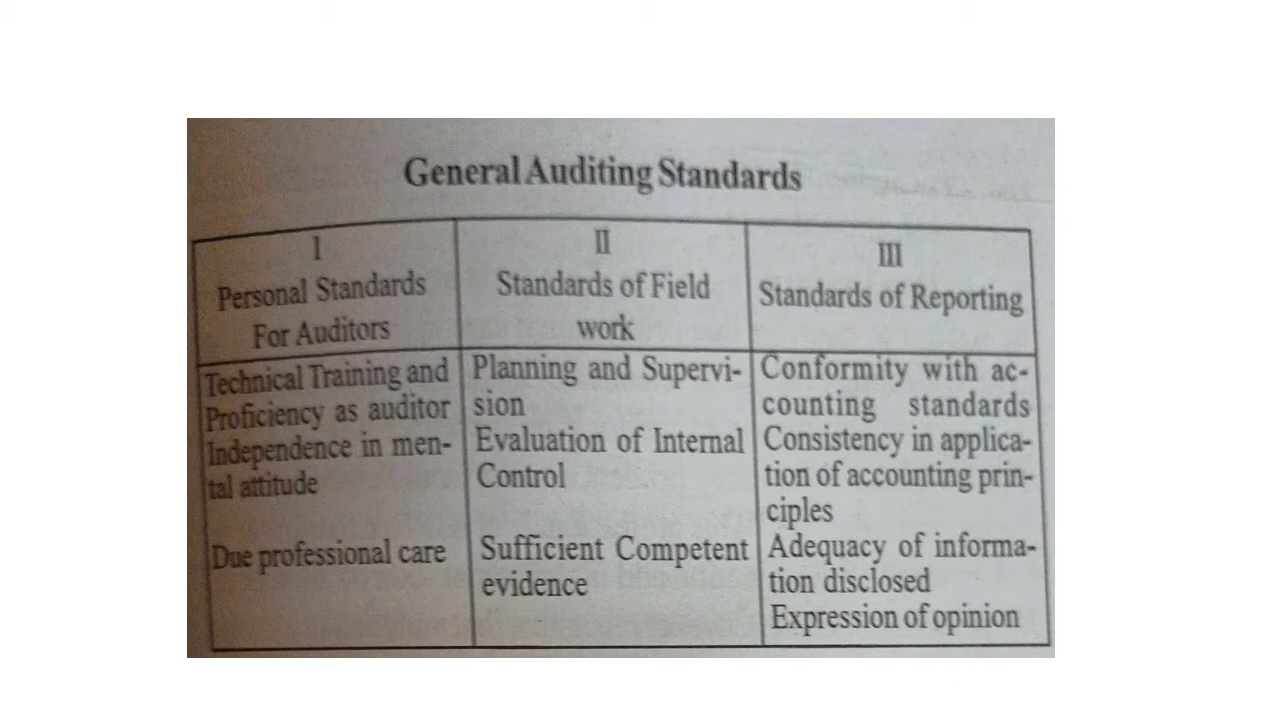 General Auditing Standards
I
Personal Standards
For Auditors
II
Standards of Field
work
III
Standards of Reporting
Technical Training and
Proficiency as auditor
Independence in men-
tal attitude
Due professional care
Planning and Supervi-
sion
Evaluation of Internal
Control
Sufficient Competent
evidence
Conformity with ac-
counting standards
Consistency in applica-
tion of accounting prin-
ciples
Adequacy of informa-
tion disclosed
Expression of opinion